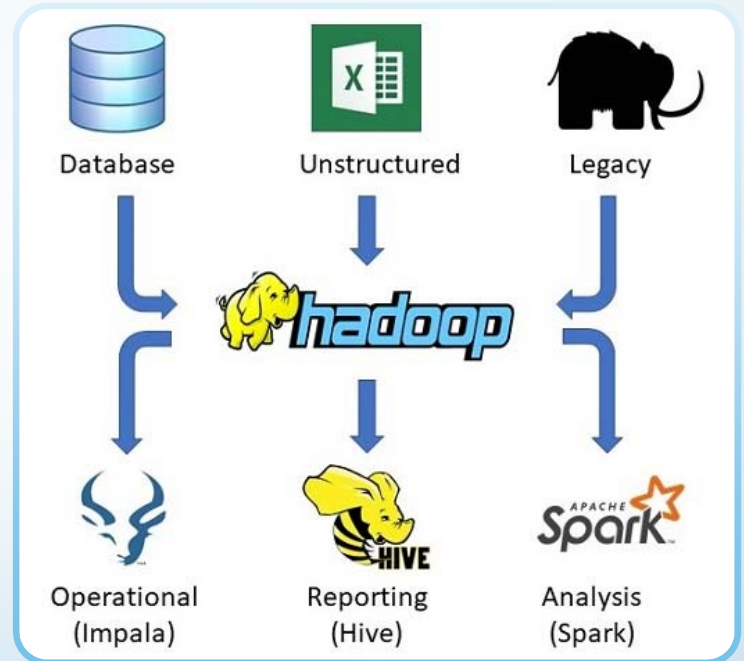 X
Database
Unstructured
Legacy
hadoop
HIVE
APACHE
Spark
Operational
(Impala)
Reporting
(Hive)
Analysis
(Spark)